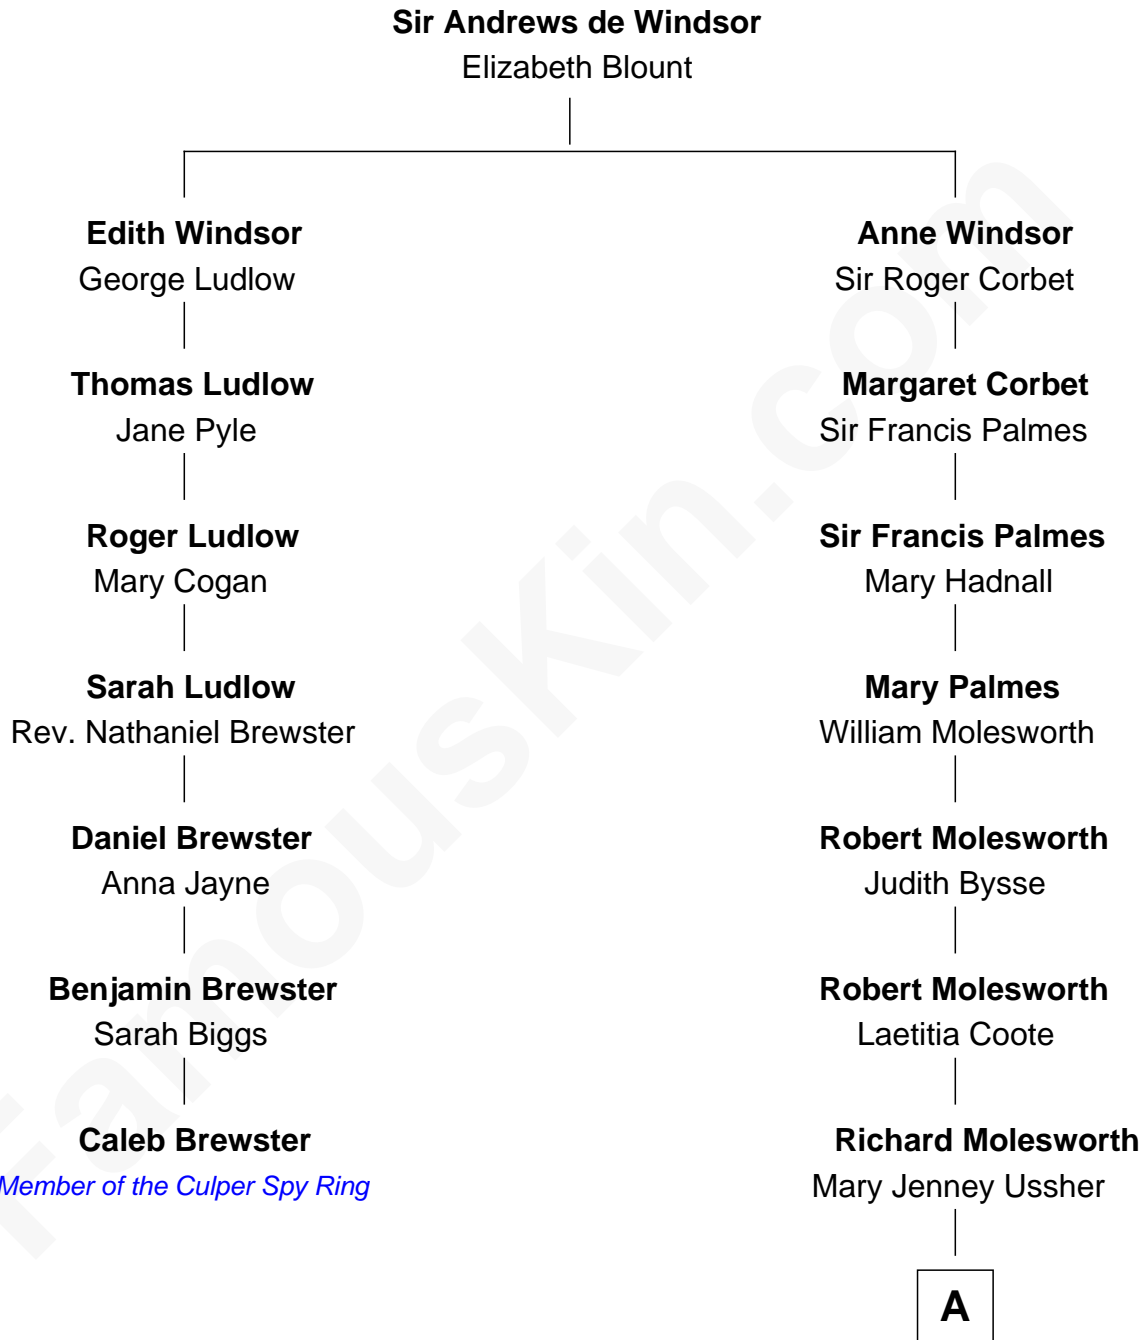 Sir Andrews de Windsor
Elizabeth Blount
Edith Windsor
George Ludlow
Anne Windsor
Sir Roger Corbet
Thomas Ludlow
Jane Pyle
Margaret Corbet
Sir Francis Palmes
Roger Ludlow
Mary Cogan
Sir Francis Palmes
Mary Hadnall
Sarah Ludlow
Rev. Nathaniel Brewster
Mary Palmes
William Molesworth
Daniel Brewster
Anna Jayne
Robert Molesworth
Judith Bysse
Benjamin Brewster
Sarah Biggs
Robert Molesworth
Laetitia Coote
Caleb Brewster
Member of the Culper Spy Ring
Richard Molesworth
Mary Jenney Ussher
A
FamousKin.com